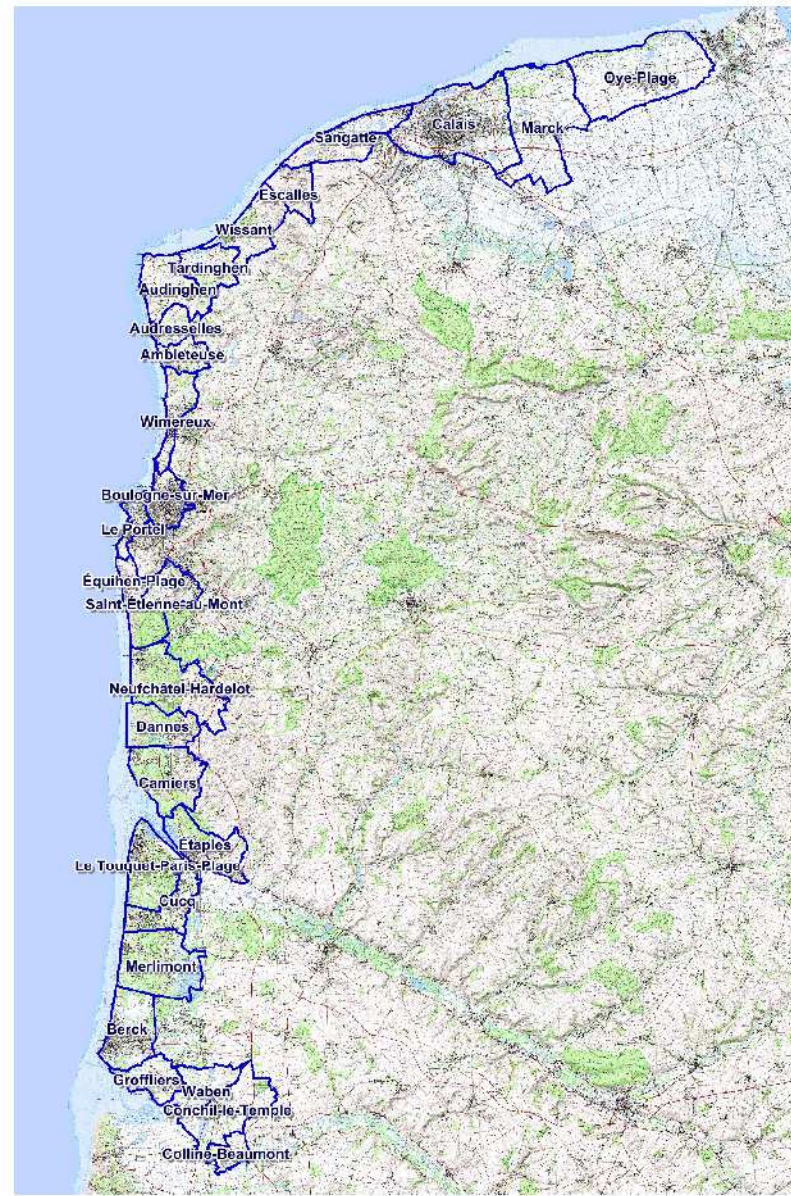 Oye-Plage
Calais
Marck
Sangatte
Escalles
Wissant
Tardinghen
Audinghen
Audresselles
Ambleteuse
Wimereux
Boulogne-sur-Mer
Le Portel
Équihen-Plage
Saint-Étienne-au-Mont
Neufchâtel-Hardelot
Dannes
Camiers
Étaples
Le Touquet-Paris-Plage
Cucq
Merlimont
Berck
Groffliers
Waben
Conchil-le-Temple
Colline-Beaumont